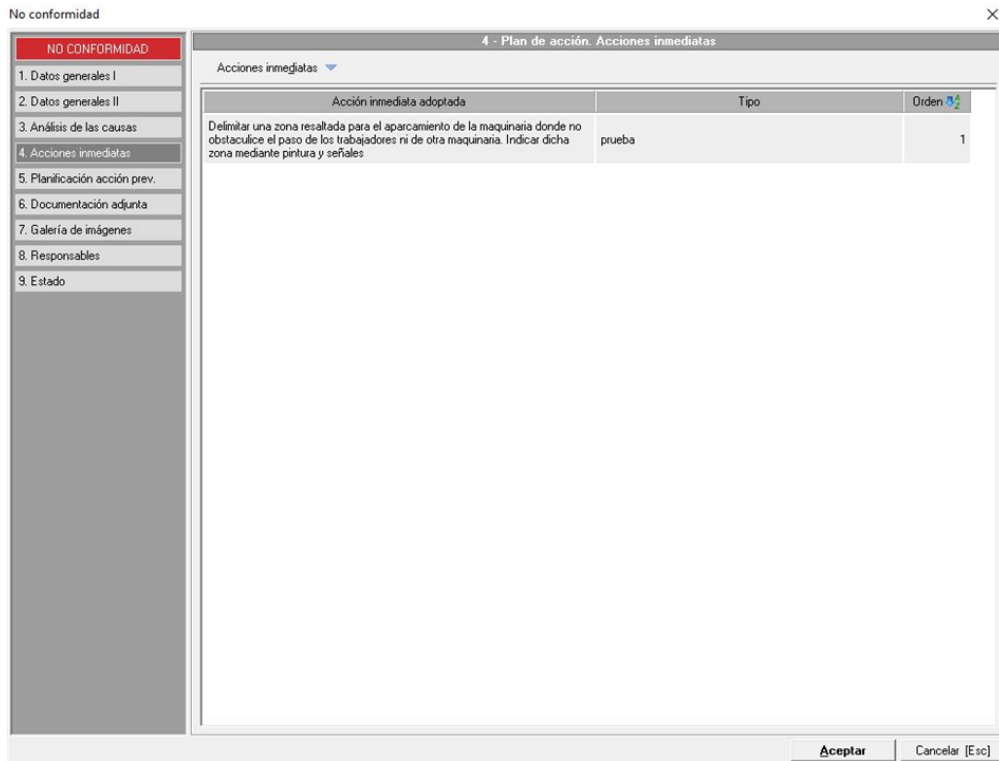 No conformidad
NO CONFORMIDAD
1. Datos generales I
2. Datos generales II
3. Análisis de las causas
4. Acciones inmediatas
5. Planificación acción prev.
6. Documentación adjunta
7. Galería de imágenes
8. Responsables
9. Estado
4 - Plan de acción. Acciones inmediatas
Acciones inmediatas
Acción inmediata adoptada Tipo Orden
Delimitar una zona resaltada para el aparcamiento de la maquinaria donde no
obstaculice el paso de los trabajadores ni de otra maquinaria. Indicar dicha
zona mediante pintura y señales
prueba
1
Aceptar Cancelar [Esc]